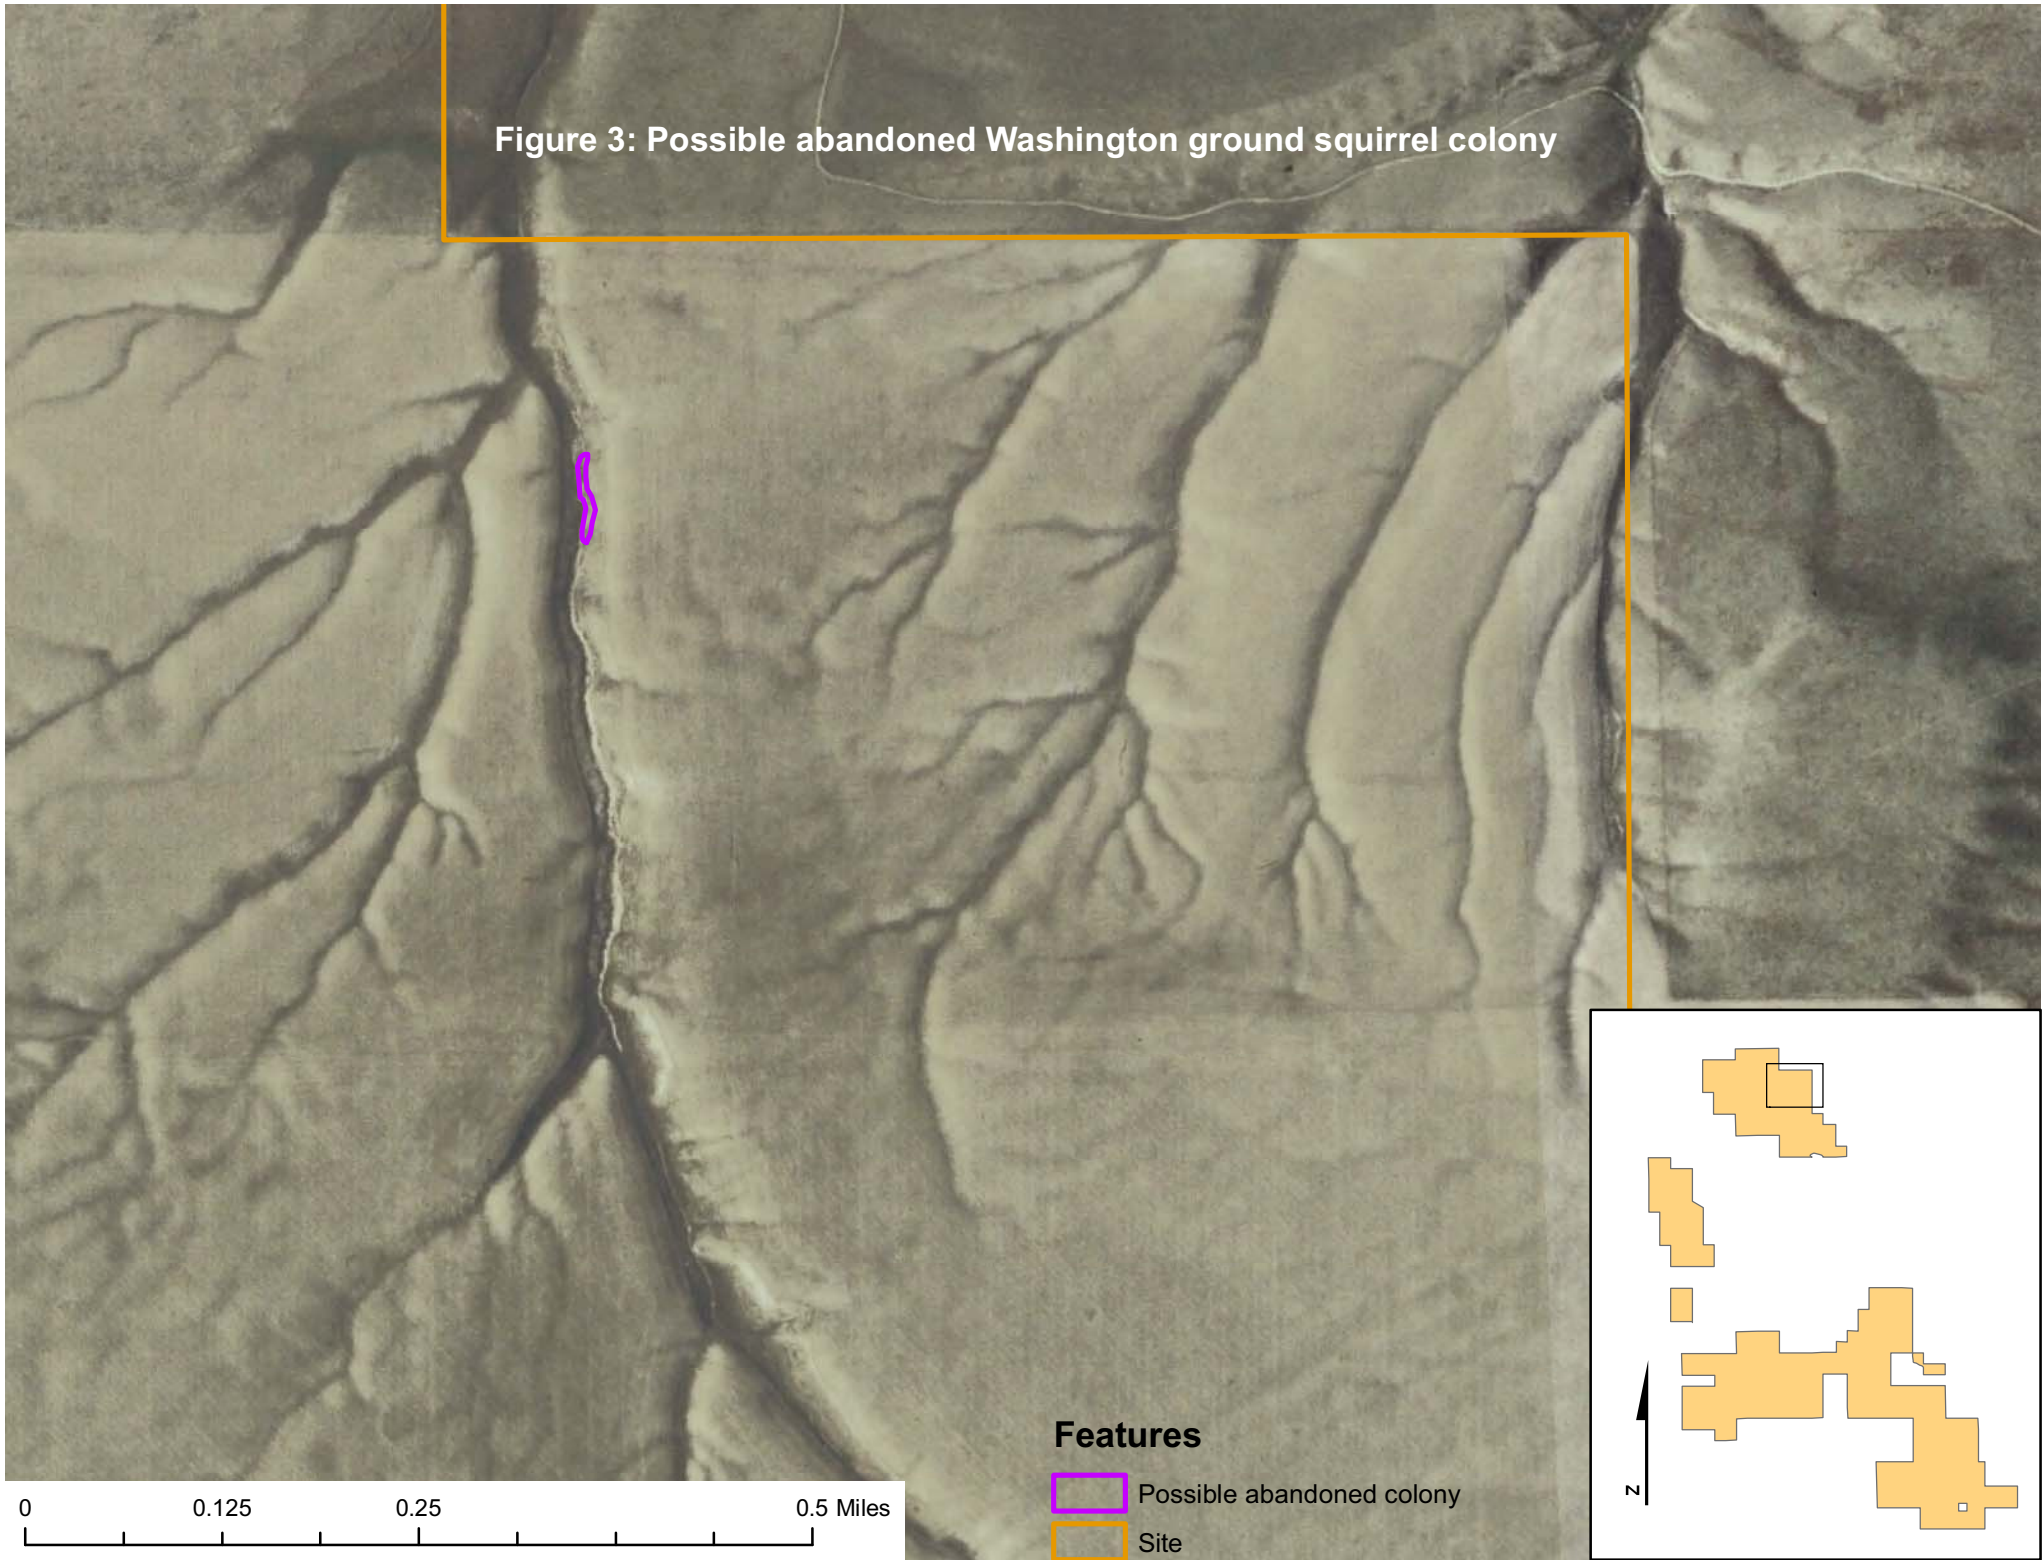 Figure 3: Possible abandoned Washington ground squirrel colony
Features
Possible abandoned colony
Site
0 0.125 0.25 0.5 Miles
N